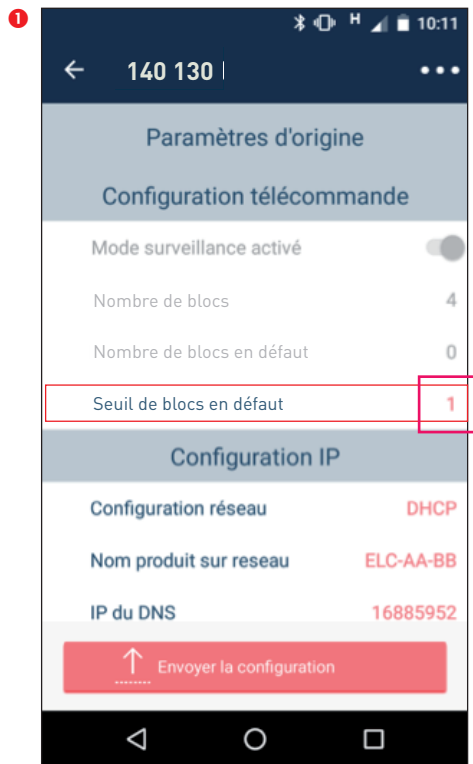 ❶
H 10:11
← 140 130 •••
Paramètres d'origine
Configuration télécommande
Mode surveillance activé
Nombre de blocs 4
Nombre de blocs en défaut 0
Seuil de blocs en défaut 1
Configuration IP
Configuration réseau DHCP
Nom produit sur reseau ELC-AA-BB
IP du DNS 16885952
Envoyer la configuration